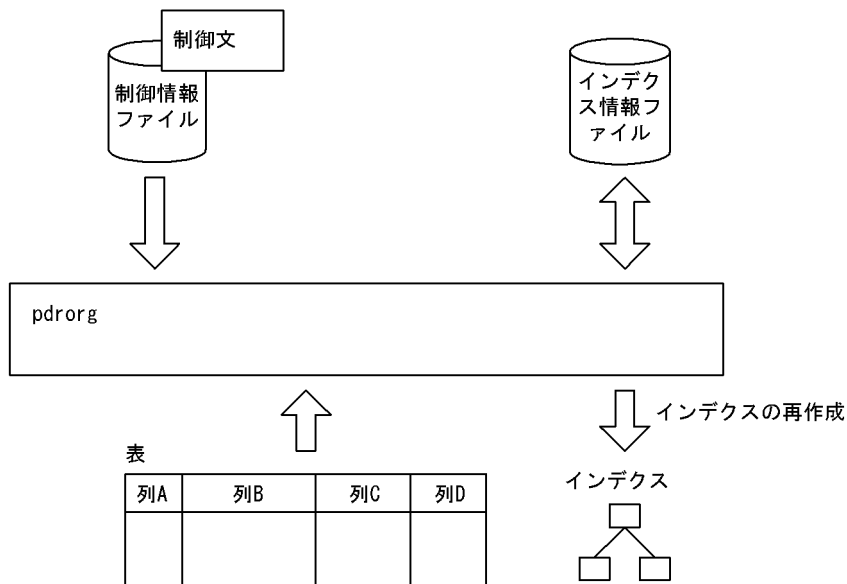 制御文
制御情報
ファイル
インデク
ス情報フ
ァイル
pdrorg
インデクスの再作成
表
列A 列B 列C 列D
インデクス